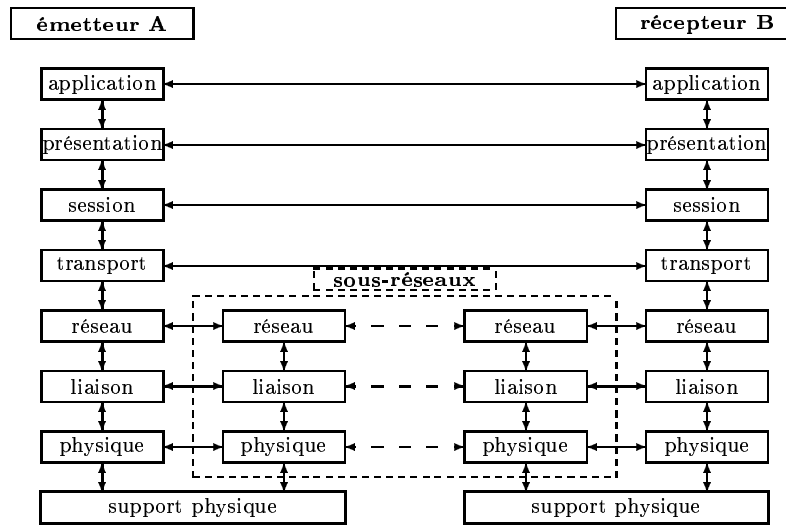 émetteur A récepteur B
application application
présentation présentation
session session
transport transport
sous-réseaux
réseau réseau réseau réseau
liaison liaison liaison liaison
physique physique physique physique
support physique support physique